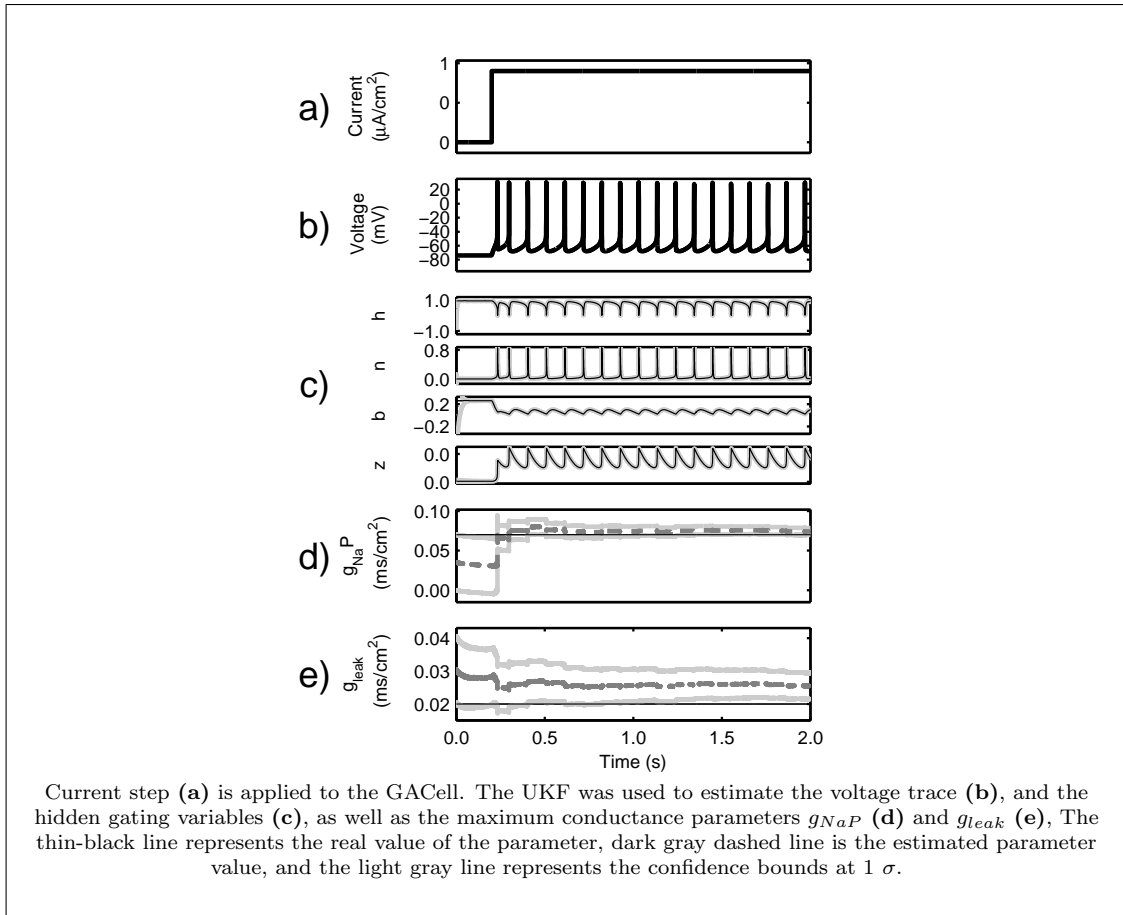 a)
Current
(μA/cm²)
1
0
0
b)
Voltage
(mV)
20
0
−20
−40
−60
−80
c)
h
1.0
−1.0
n
0.8
0.0
b
0.2
−0.2
z
0.0
0.0
d)
g_NaP
(ms/cm²)
0.10
0.05
0.00
e)
g_leak
(ms/cm²)
0.04
0.03
0.02
0.0 0.5 1.0 1.5 2.0
Time (s)
Current step (a) is applied to the GACell. The UKF was used to estimate the voltage trace (b), and the
hidden gating variables (c), as well as the maximum conductance parameters g_NaP (d) and g_leak (e), The
thin-black line represents the real value of the parameter, dark gray dashed line is the estimated parameter
value, and the light gray line represents the confidence bounds at 1 σ.